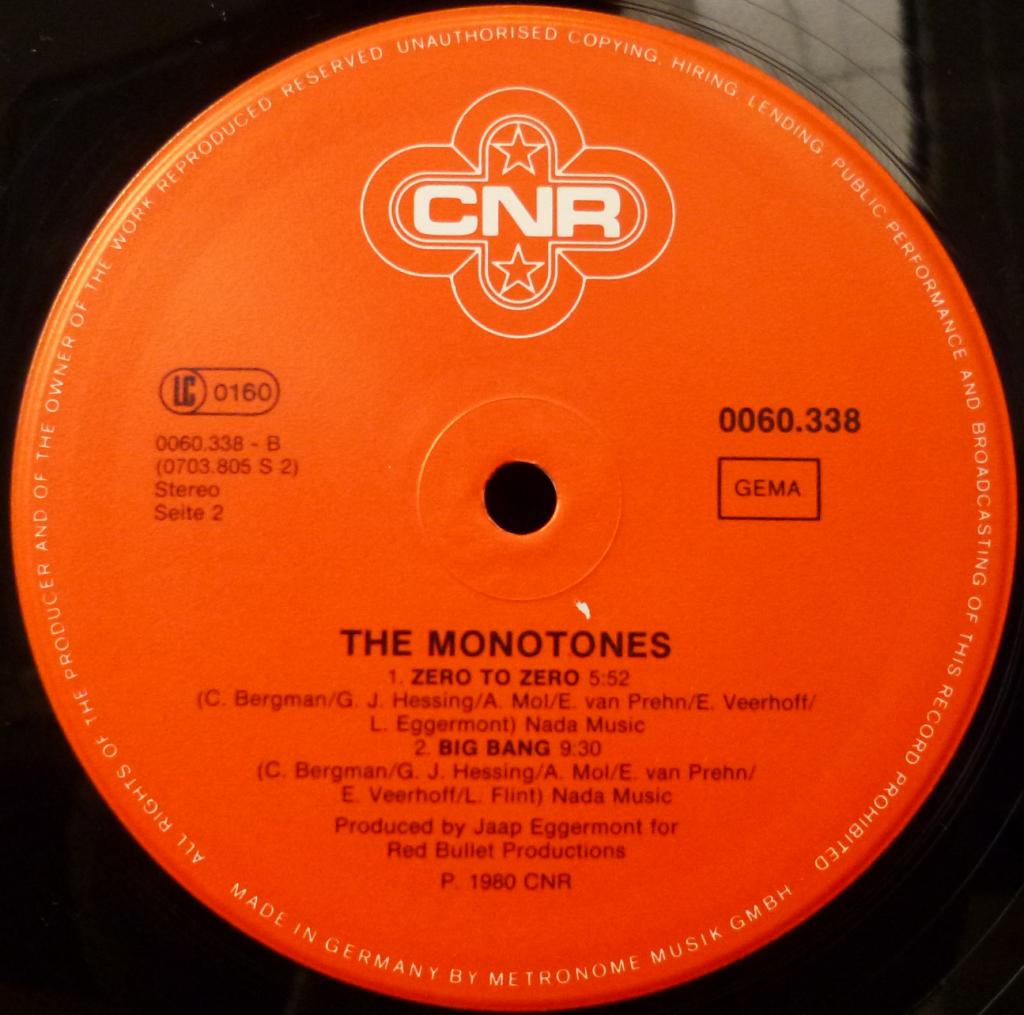 ALL RIGHTS OF THE PRODUCER AND OF THE OWNER OF THE WORK REPRODUCED RESERVED UNAUTHORISED COPYING, HIRING, LENDING, PUBLIC PERFORMANCE AND BROADCASTING OF THIS RECORD PROHIBITED
CNR
LC 0160
0060.338 - B
(0703.805 S 2)
Stereo
Seite 2
0060.338
GEMA
THE MONOTONES
1. ZERO TO ZERO 5:52
(C. Bergman/G. J. Hessing/A. Mol/E. van Prehn/E. Veerhoff/
L. Eggermont) Nada Music
2. BIG BANG 9:30
(C. Bergman/G. J. Hessing/A. Mol/E. van Prehn/
E. Veerhoff/L. Flint) Nada Music
Produced by Jaap Eggermont for
Red Bullet Productions
P. 1980 CNR
MADE IN GERMANY BY METRONOME MUSIK GMBH